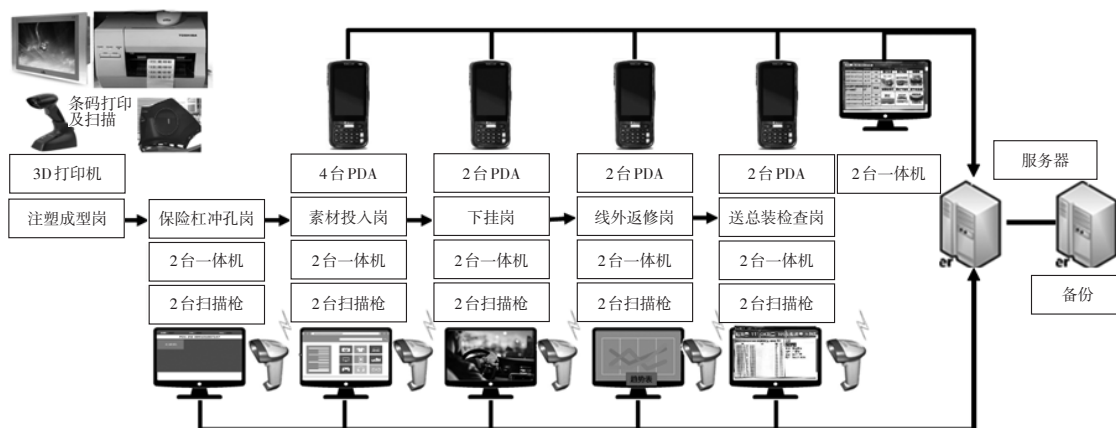 TOSHIBA
条码打印
及扫描
3D打印机
4台PDA
2台PDA
2台PDA
2台PDA
2台一体机
服务器
注塑成型岗
保险杠冲孔岗
素材投入岗
下挂岗
线外返修岗
送总装检查岗
er
er
2台一体机
2台一体机
2台一体机
2台一体机
2台一体机
备份
2台扫描枪
2台扫描枪
2台扫描枪
2台扫描枪
2台扫描枪
趋势图